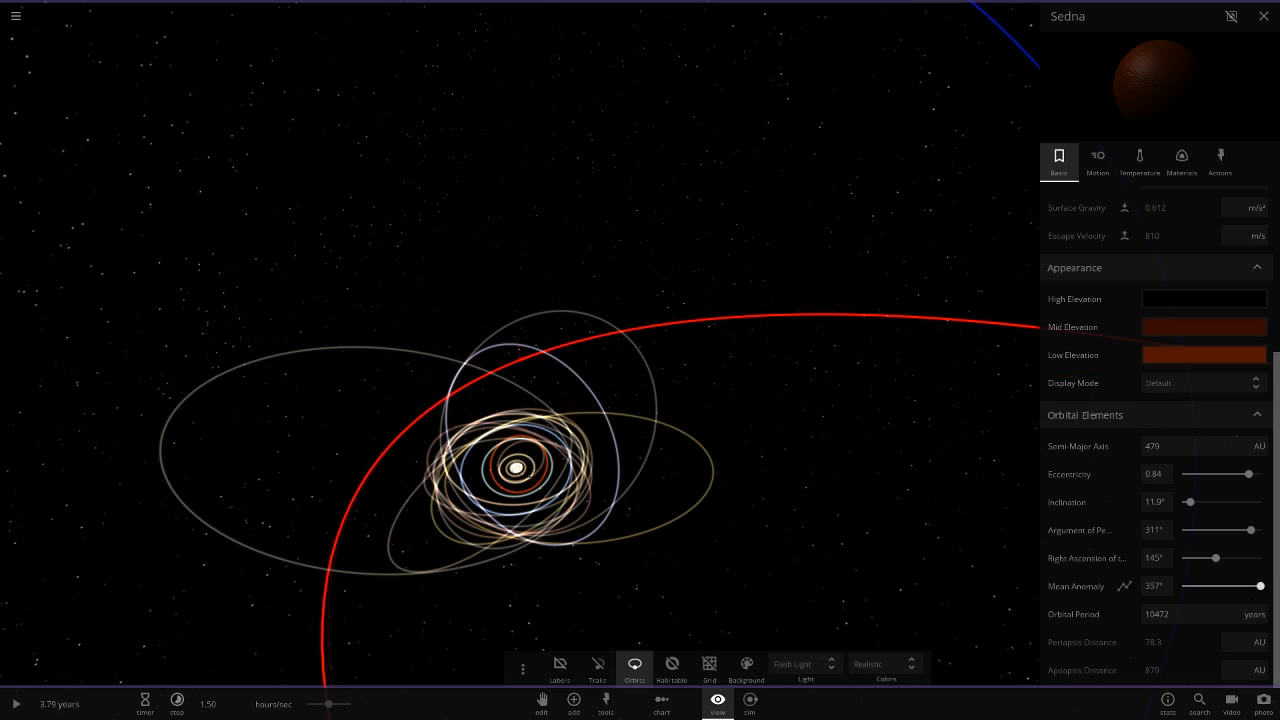 Sedna
Basic
Motion
Temperature
Materials
Actions
Surface Gravity 0.612 m/s²
Escape Velocity 810 m/s
Appearance
High Elevation
Mid Elevation
Low Elevation
Display Mode Default
Orbital Elements
Semi-Major Axis 479 AU
Eccentricity 0.84
Inclination 11.9°
Argument of Pe... 311°
Right Ascension of t... 145°
Mean Anomaly 357°
Orbital Period 10472 years
Periapsis Distance 78.3 AU
Apoapsis Distance 879 AU
Labels
Trails
Orbits
Habitable
Grid
Background
Flash Light
Light
Realistic
Colors
3.79 years
timer
step
1.50 hours/sec
edit
add
tools
chart
view
sim
stats
search
video
photo